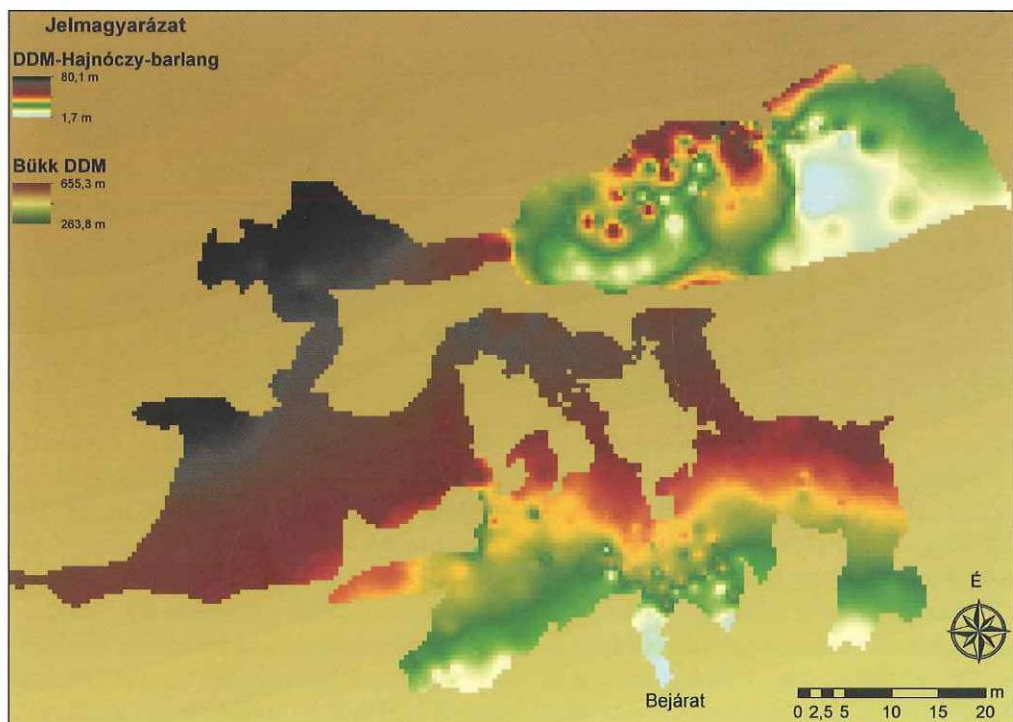 Jelmagyarázat
DDM-Hajnóczy-barlang
80,1 m
1,7 m
Bükk DDM
655,3 m
263,8 m
É
Bejárat
m
0 2,5 5 10 15 20